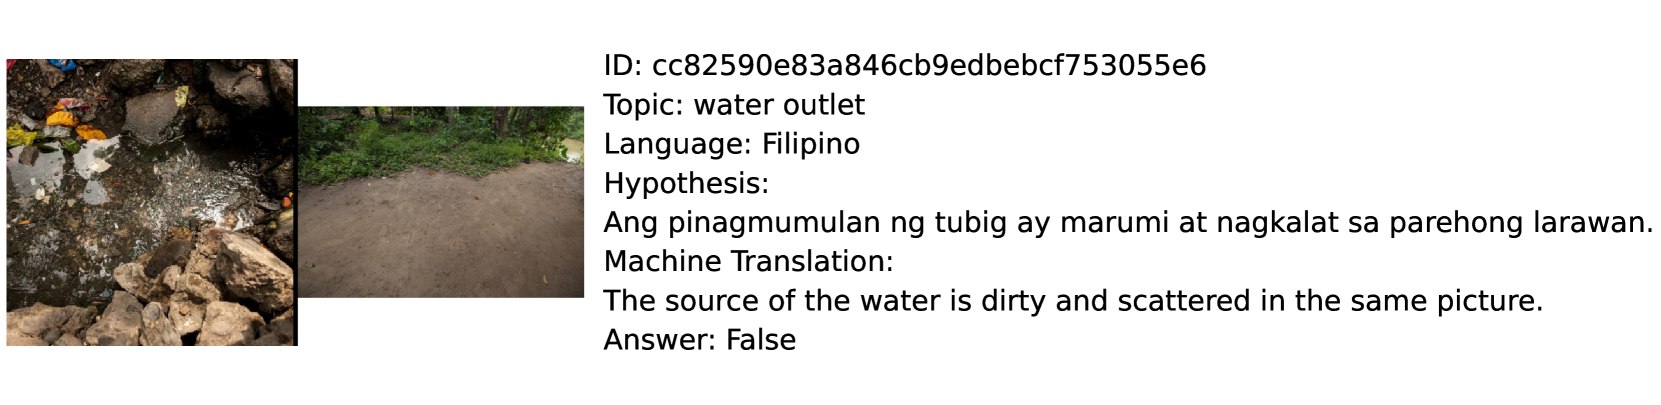 ID: cc82590e83a846cb9edbebcf753055e6
Topic: water outlet
Language: Filipino
Hypothesis:
Ang pinagmumulan ng tubig ay marumi at nagkalat sa parehong larawan.
Machine Translation:
The source of the water is dirty and scattered in the same picture.
Answer: False